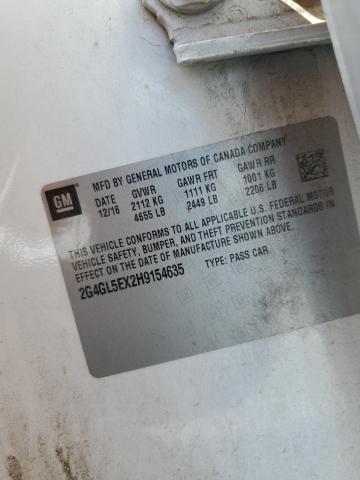 GM
MFD BY GENERAL MOTORS OF CANADA COMPANY
DATE GVWR GAWR FRT GAWR RR
12/16 2112 KG 1111 KG 1001 KG
4655 LB 2449 LB 2206 LB
THIS VEHICLE CONFORMS TO ALL APPLICABLE U.S. FEDERAL MOTOR
VEHICLE SAFETY, BUMPER, AND THEFT PREVENTION STANDARDS IN
EFFECT ON THE DATE OF MANUFACTURE SHOWN ABOVE.
2G4GL5EX2H9154635 TYPE: PASS CAR